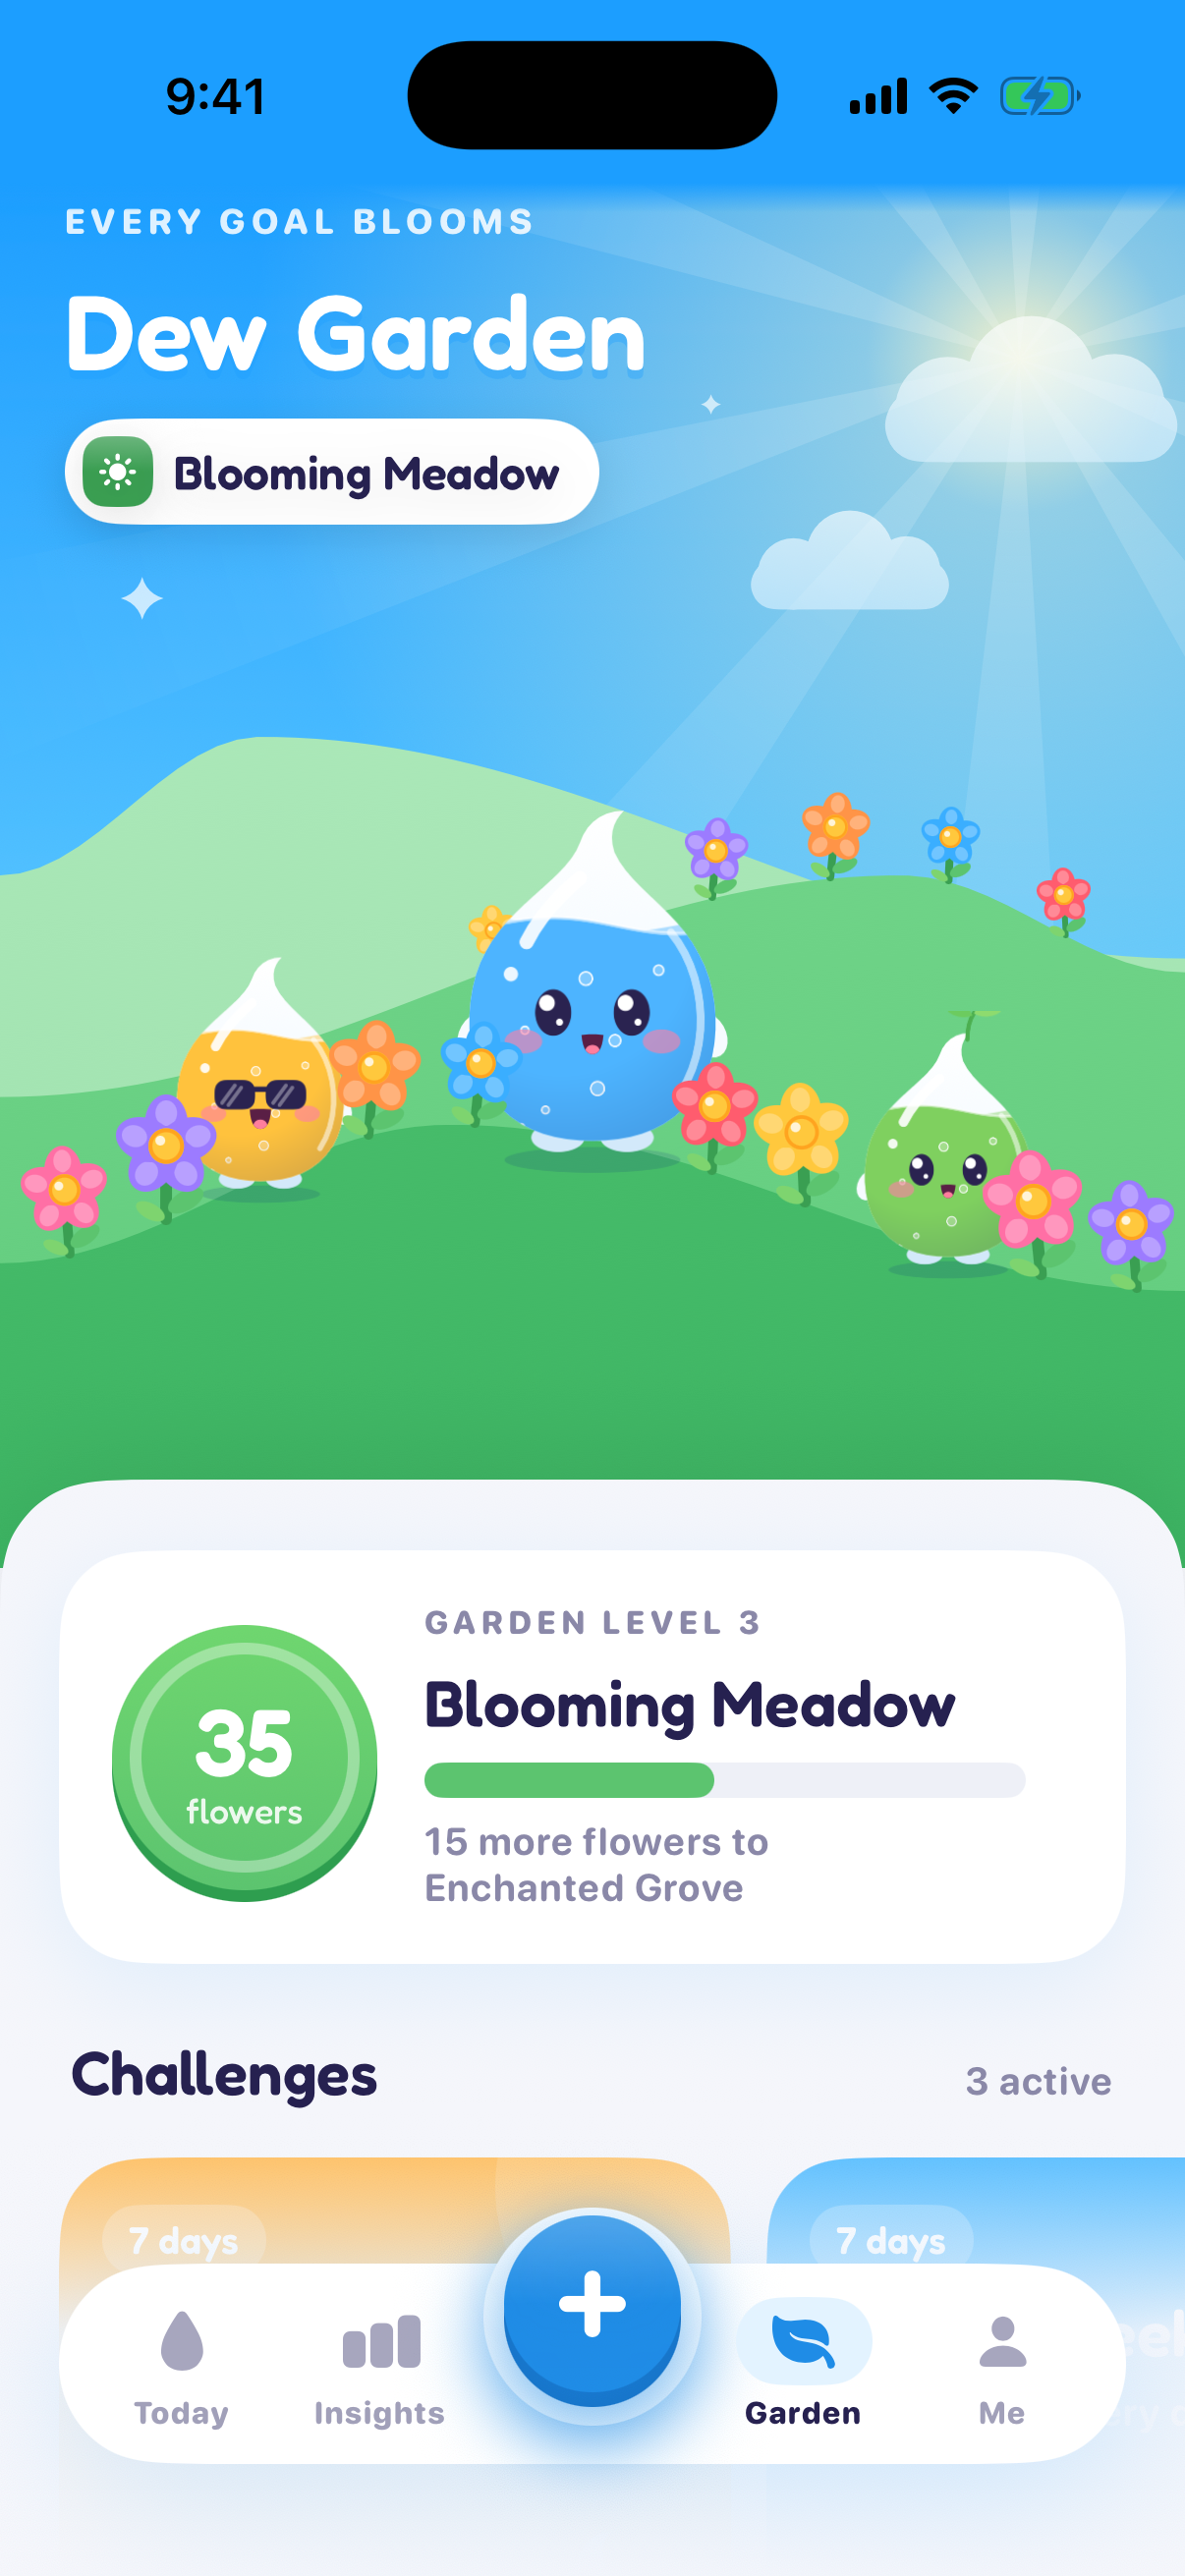 9:41
EVERY GOAL BLOOMS
Dew Garden
Blooming Meadow
35
flowers
GARDEN LEVEL 3
Blooming Meadow
15 more flowers to
Enchanted Grove
Challenges
3 active
7 days
7 days
Today
Insights
Garden
Me